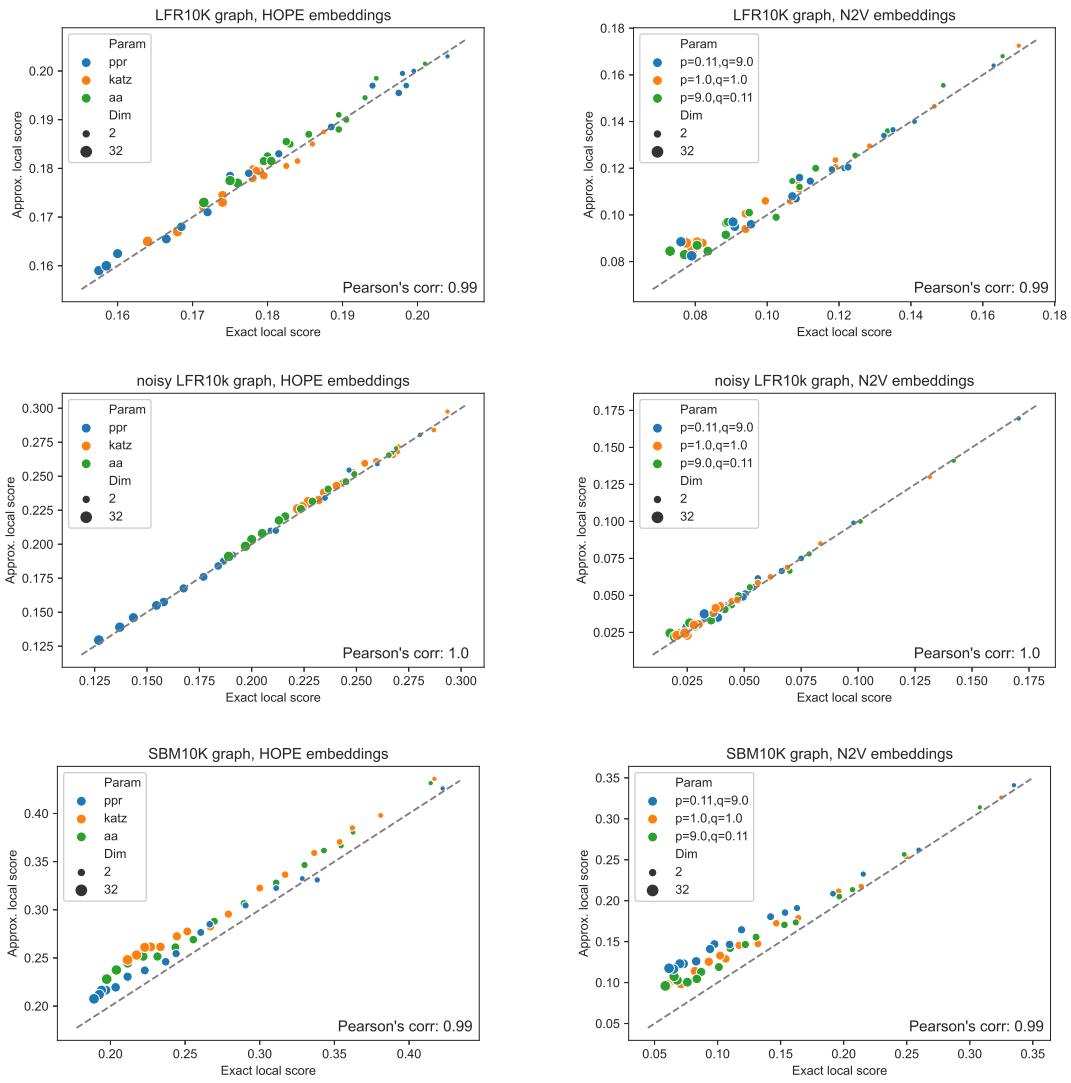 LFR10K graph, HOPE embeddings
Param
ppr
katz
aa
Dim
2
32
0.20
0.19
0.18
0.17
0.16
Approx. local score
Pearson's corr: 0.99
0.16 0.17 0.18 0.19 0.20
Exact local score
LFR10K graph, N2V embeddings
Param
p=0.11,q=9.0
p=1.0,q=1.0
p=9.0,q=0.11
Dim
2
32
0.18
0.16
0.14
0.12
0.10
0.08
Approx. local score
Pearson's corr: 0.99
0.08 0.10 0.12 0.14 0.16 0.18
Exact local score
noisy LFR10k graph, HOPE embeddings
Param
ppr
katz
aa
Dim
2
32
0.300
0.275
0.250
0.225
0.200
0.175
0.150
0.125
Approx. local score
Pearson's corr: 1.0
0.125 0.150 0.175 0.200 0.225 0.250 0.275 0.300
Exact local score
noisy LFR10k graph, N2V embeddings
Param
p=0.11,q=9.0
p=1.0,q=1.0
p=9.0,q=0.11
Dim
2
32
0.175
0.150
0.125
0.100
0.075
0.050
0.025
Approx. local score
Pearson's corr: 1.0
0.025 0.050 0.075 0.100 0.125 0.150 0.175
Exact local score
SBM10K graph, HOPE embeddings
Param
ppr
katz
aa
Dim
2
32
0.40
0.35
0.30
0.25
0.20
Approx. local score
Pearson's corr: 0.99
0.20 0.25 0.30 0.35 0.40
Exact local score
SBM10K graph, N2V embeddings
Param
p=0.11,q=9.0
p=1.0,q=1.0
p=9.0,q=0.11
Dim
2
32
0.35
0.30
0.25
0.20
0.15
0.10
0.05
Approx. local score
Pearson's corr: 0.99
0.05 0.10 0.15 0.20 0.25 0.30 0.35
Exact local score